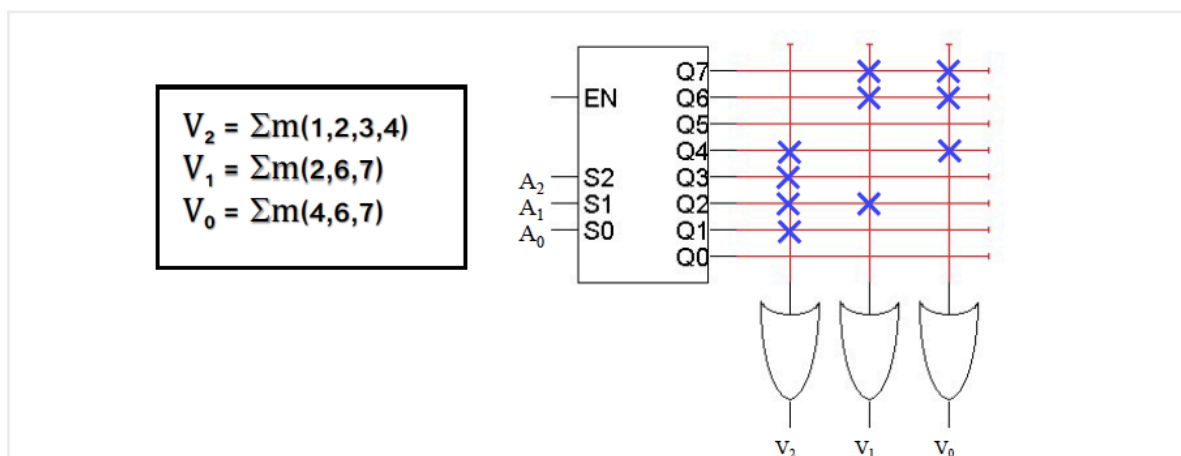 V₂ = Σm(1,2,3,4)
V₁ = Σm(2,6,7)
V₀ = Σm(4,6,7)
Q7
EN
Q6
Q5
Q4
A₂ S2 Q3
A₁ S1 Q2
A₀ S0 Q1
Q0
V₂ V₁ V₀